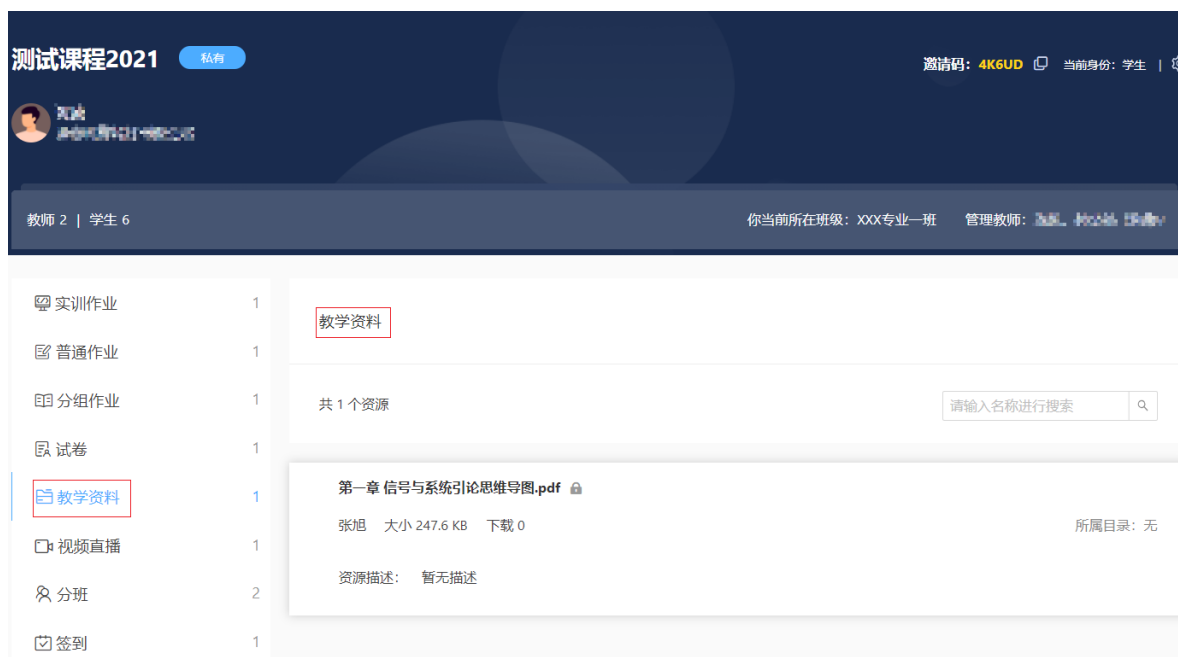 测试课程2021 私有
邀请码：4K6UD 当前身份：学生 |
教师 2 | 学生 6
你当前所在班级：XXX专业一班 管理教师：
实训作业 1
普通作业 1
分组作业 1
试卷 1
教学资料 1
视频直播 1
分班 2
签到 1
教学资料
共 1 个资源
请输入名称进行搜索
第一章 信号与系统引论思维导图.pdf
张旭 大小 247.6 KB 下载 0
所属目录：无
资源描述： 暂无描述